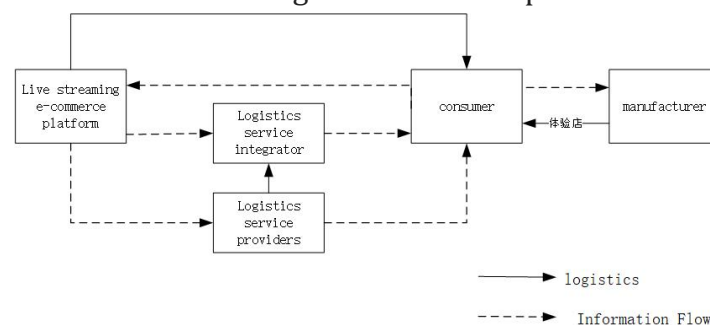 Live streaming
e-commerce
platform
consumer
manufacturer
Logistics
service
integrator
体验店
Logistics
service
providers
logistics
Information Flow